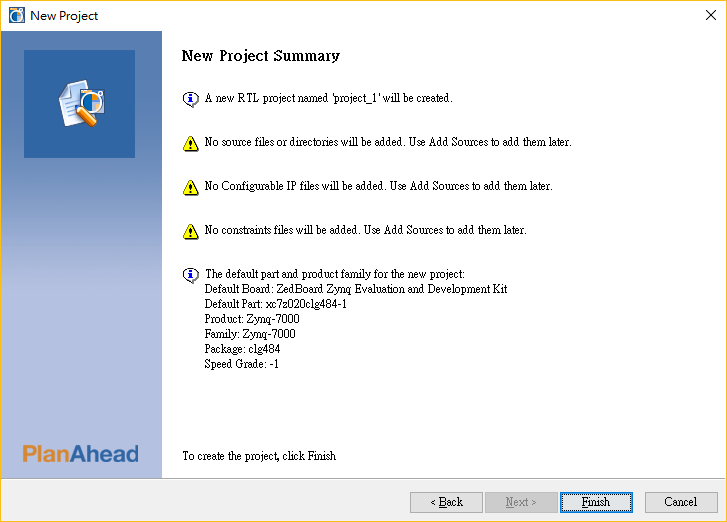 New Project
New Project Summary
A new RTL project named 'project_1' will be created.
No source files or directories will be added. Use Add Sources to add them later.
No Configurable IP files will be added. Use Add Sources to add them later.
No constraints files will be added. Use Add Sources to add them later.
The default part and product family for the new project:
Default Board: ZedBoard Zynq Evaluation and Development Kit
Default Part: xc7z020clg484-1
Product: Zynq-7000
Family: Zynq-7000
Package: clg484
Speed Grade: -1
PlanAhead
To create the project, click Finish
< Back
Next >
Finish
Cancel